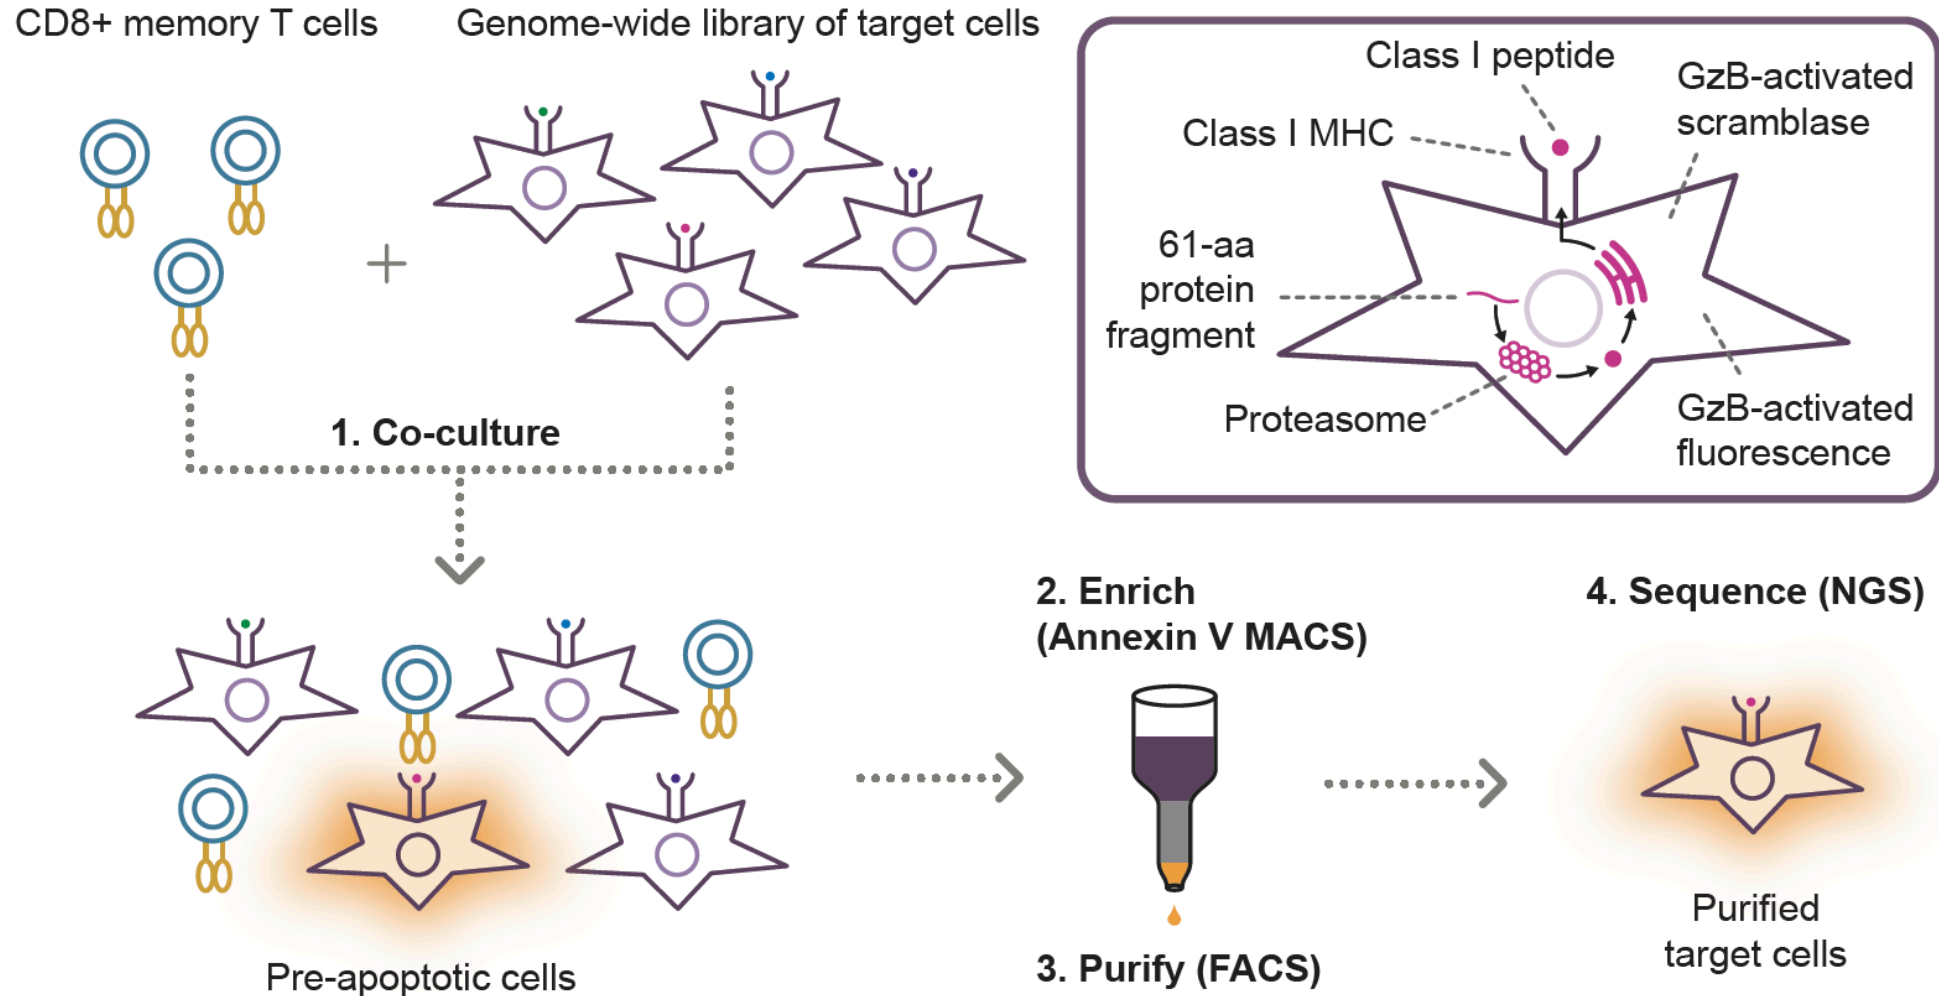 CD8+ memory T cells
Genome-wide library of target cells
Class I peptide
GzB-activated
scramblase
Class I MHC
61-aa
protein
fragment
Proteasome
GzB-activated
fluorescence
1. Co-culture
2. Enrich
(Annexin V MACS)
4. Sequence (NGS)
3. Purify (FACS)
Purified
target cells
Pre-apoptotic cells